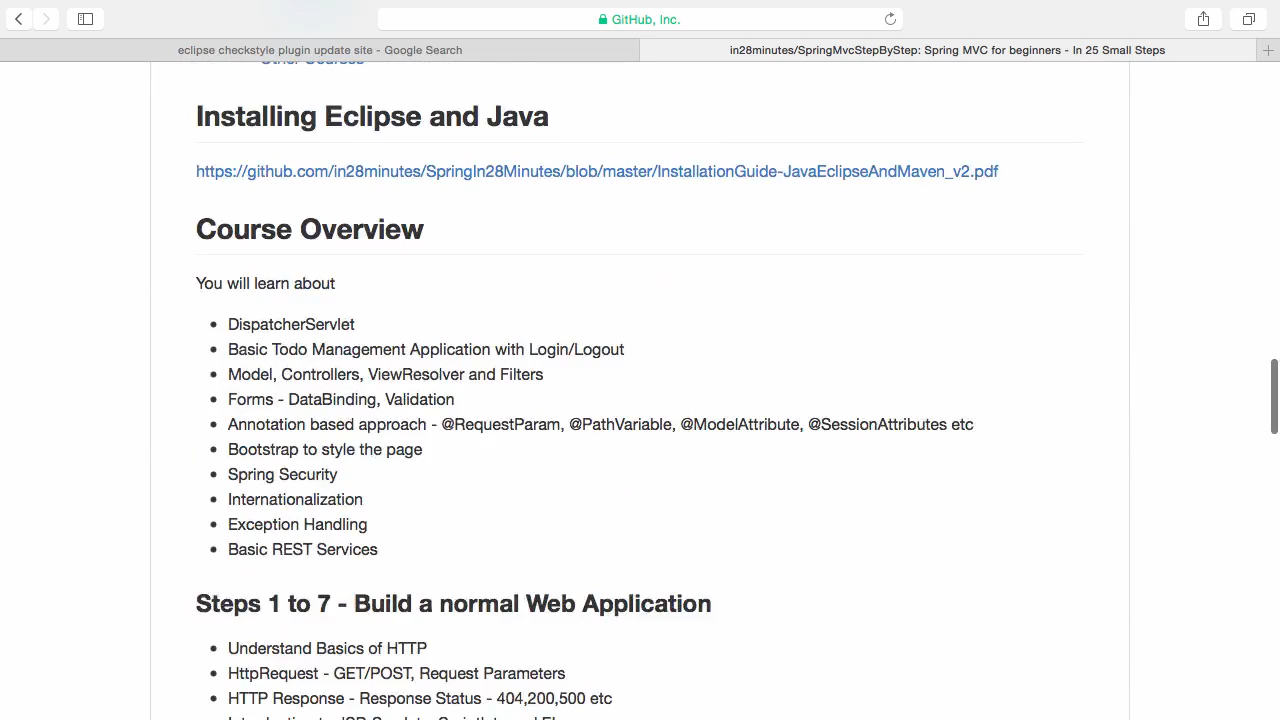 GitHub, Inc.
eclipse checkstyle plugin update site - Google Search
in28minutes/SpringMvcStepByStep: Spring MVC for beginners - In 25 Small Steps
Other Courses
Installing Eclipse and Java
https://github.com/in28minutes/SpringIn28Minutes/blob/master/InstallationGuide-JavaEclipseAndMaven_v2.pdf
Course Overview
You will learn about
DispatcherServlet
Basic Todo Management Application with Login/Logout
Model, Controllers, ViewResolver and Filters
Forms - DataBinding, Validation
Annotation based approach - @RequestParam, @PathVariable, @ModelAttribute, @SessionAttributes etc
Bootstrap to style the page
Spring Security
Internationalization
Exception Handling
Basic REST Services
Steps 1 to 7 - Build a normal Web Application
Understand Basics of HTTP
HttpRequest - GET/POST, Request Parameters
HTTP Response - Response Status - 404,200,500 etc